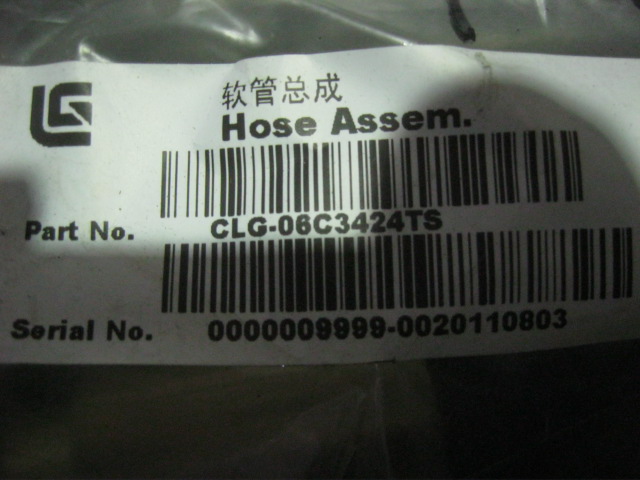 软管总成
Hose Assem.
Part No. CLG-06C3424TS
Serial No. 0000009999-0020110803